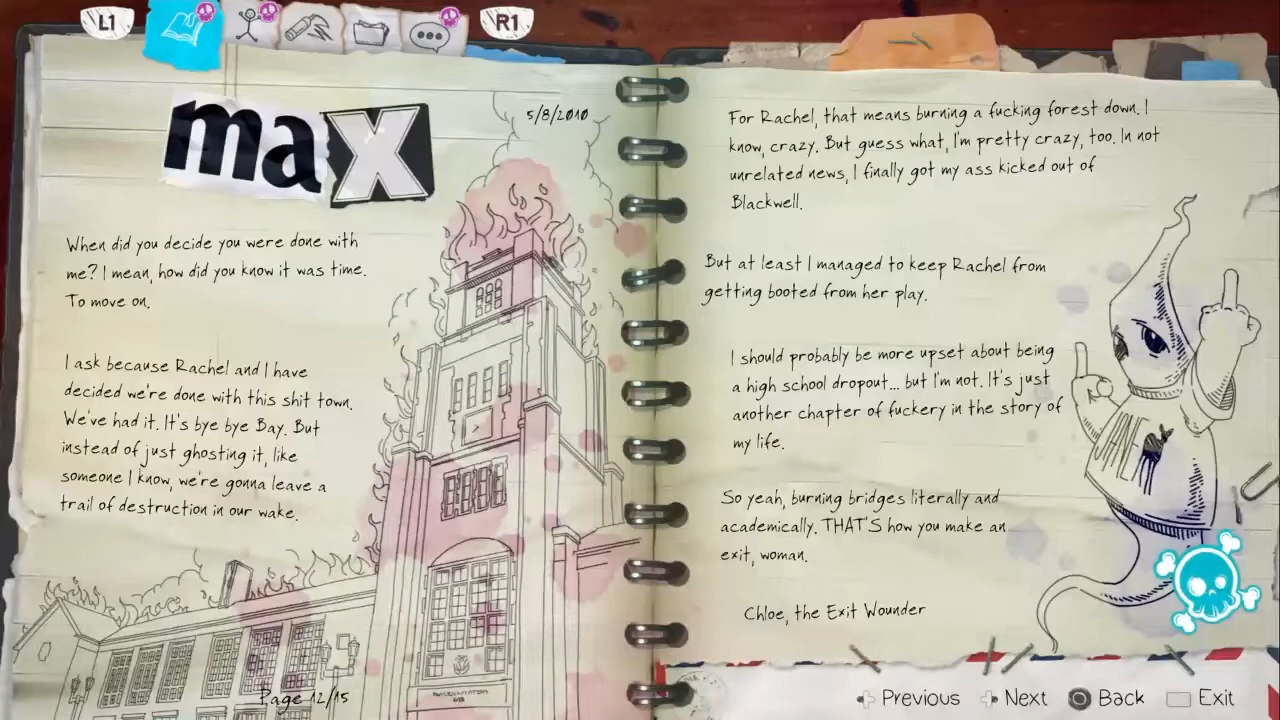 L1
R1
max
5/8/2010
When did you decide you were done with
me? I mean, how did you know it was time.
To move on.
I ask because Rachel and I have
decided we're done with this shit town.
We've had it. It's bye bye Bay. But
instead of just ghosting it, like
someone I know, we're gonna leave a
trail of destruction in our wake.
Page 12/15
For Rachel, that means burning a fucking forest down. I
know, crazy. But guess what, I'm pretty crazy, too. In not
unrelated news, I finally got my ass kicked out of
Blackwell.
But at least I managed to keep Rachel from
getting booted from her play.
I should probably be more upset about being
a high school dropout... but I'm not. It's just
another chapter of fuckery in the story of
my life.
So yeah, burning bridges literally and
academically. THAT'S how you make an
exit, woman.
Chloe, the Exit Wounder
Previous
Next
Back
Exit